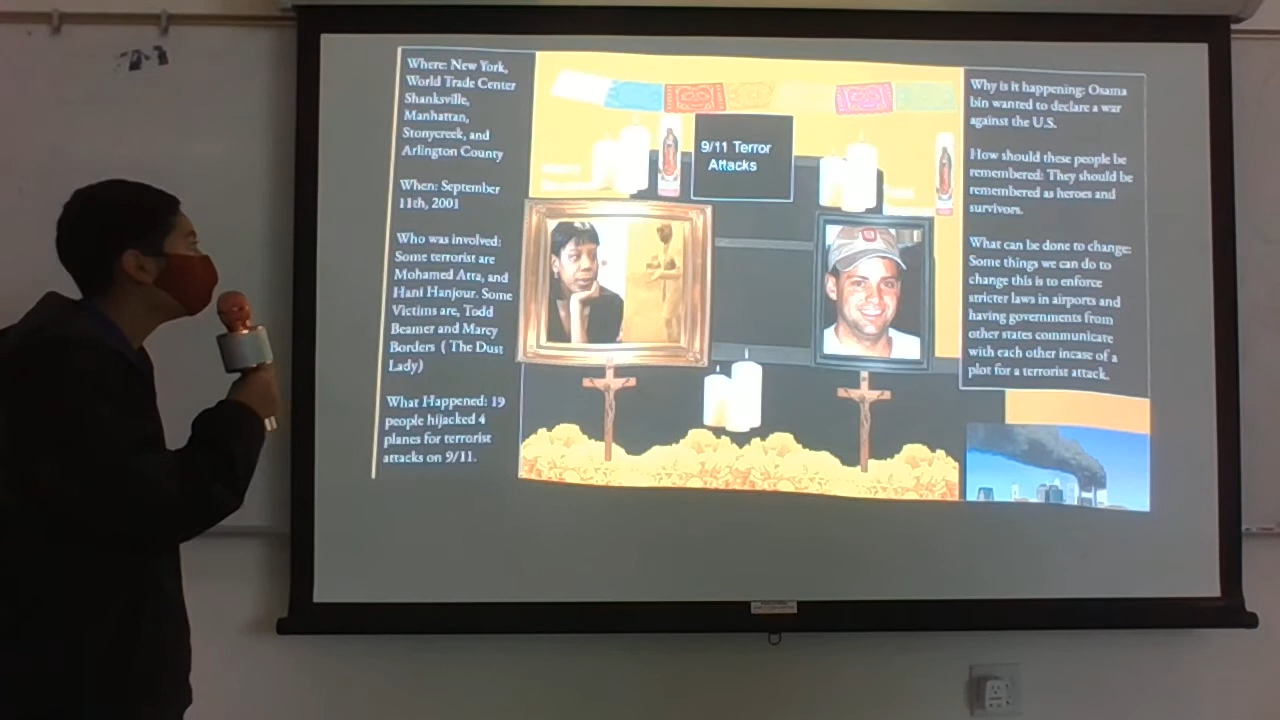 Where: New York,
World Trade Center
Shanksville,
Manhattan,
Stonycreek, and
Arlington County
When: September
11th, 2001
Who was involved:
Some terrorist are
Mohamed Atta, and
Hani Hanjour. Some
Victims are, Todd
Beamer and Marcy
Borders ( The Dust
Lady)
What Happened: 19
people hijacked 4
planes for terrorist
attacks on 9/11.
9/11 Terror
Attacks
Why is it happening: Osama
bin wanted to declare a war
against the U.S.
How should these people be
remembered: They should be
remembered as heroes and
survivors.
What can be done to change:
Some things we can do to
change this is to enforce
stricter laws in airports and
having governments from
other states communicate
with each other incase of a
plot for a terrorist attack.